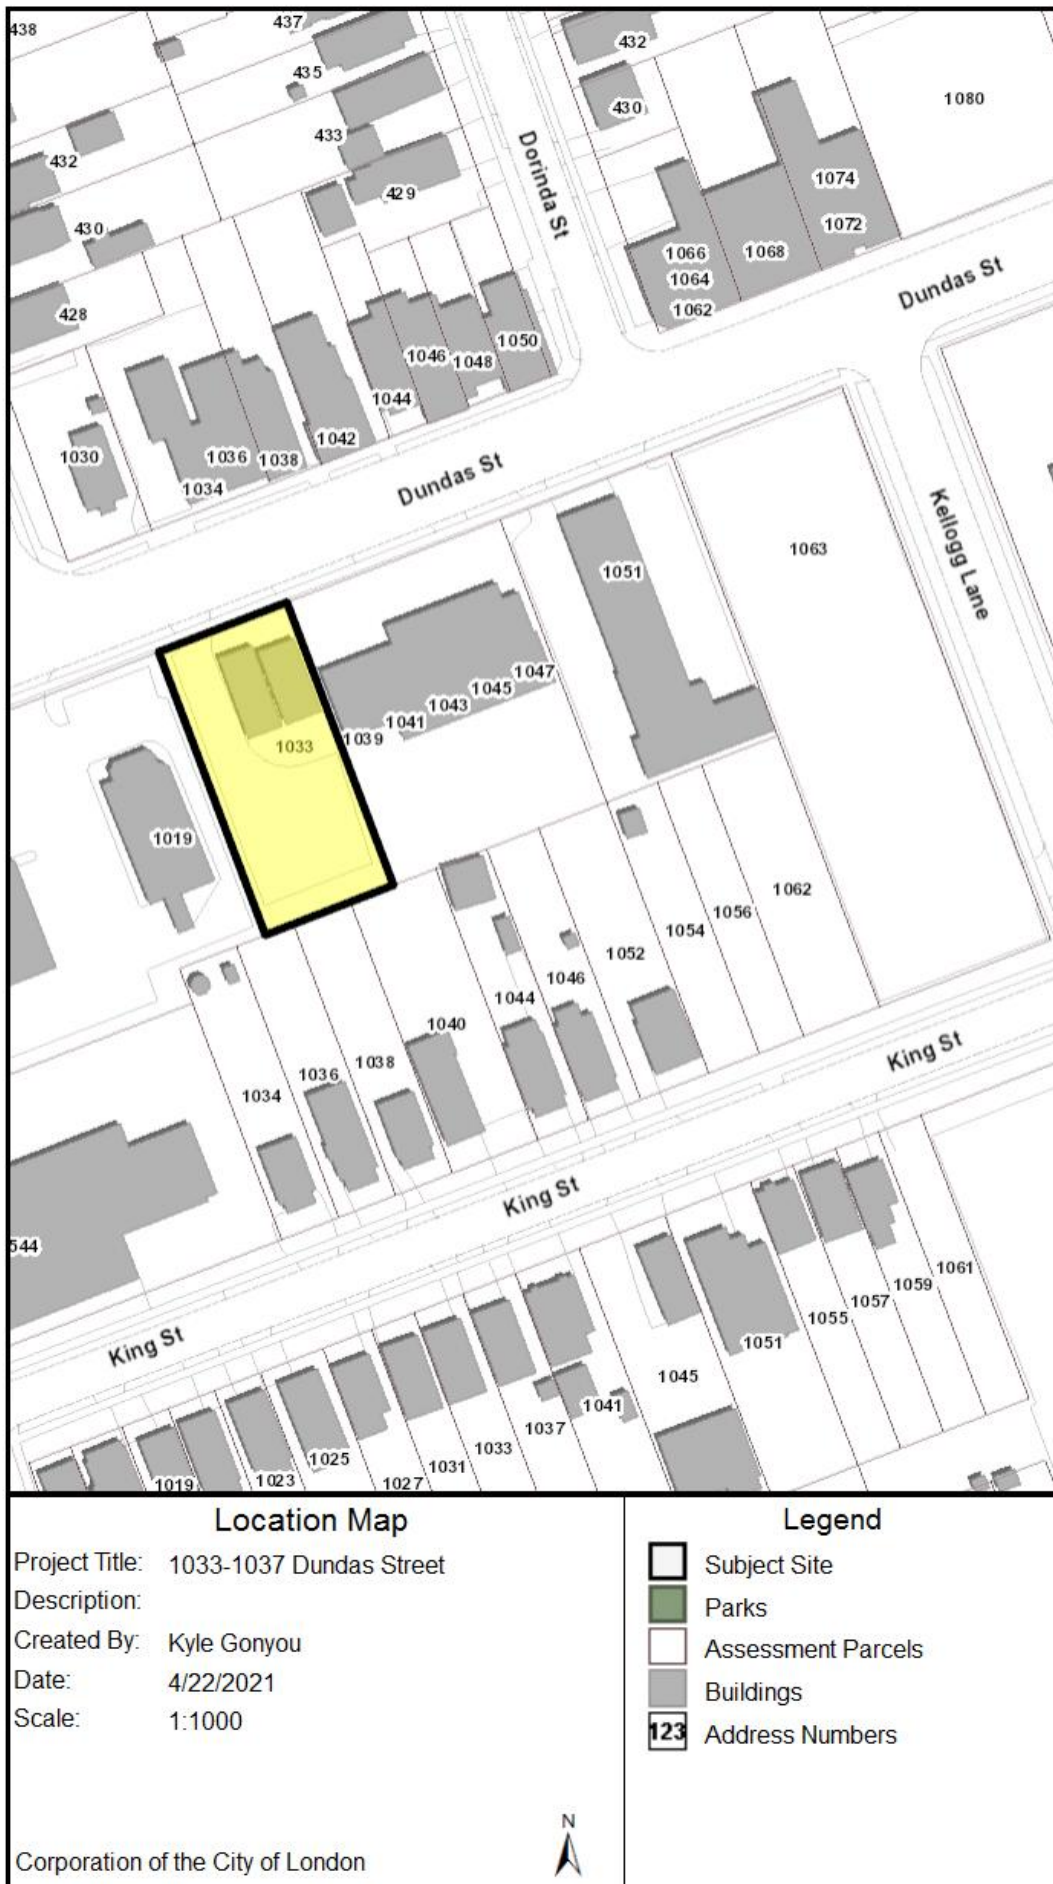 438
437
432
435
1080
430
433
432
Dorinda St
1074
429
430
1072
1066
1068
1064
Dundas St
428
1062
1050
1046
1048
1044
1042
1030
1036
1038
Dundas St
1034
Kellogg Lane
1063
1051
1047
1045
1043
1041
1039
1033
1019
1062
1056
1054
1052
1046
1044
1040
King St
1038
1036
1034
King St
544
1061
1059
1057
1055
1051
King St
1045
1041
1037
1033
1025
1031
1019
1023
1027
Location Map
Project Title: 1033-1037 Dundas Street
Description:
Created By: Kyle Gonyou
Date: 4/22/2021
Scale: 1:1000
N
Corporation of the City of London
Legend
Subject Site
Parks
Assessment Parcels
Buildings
123 Address Numbers